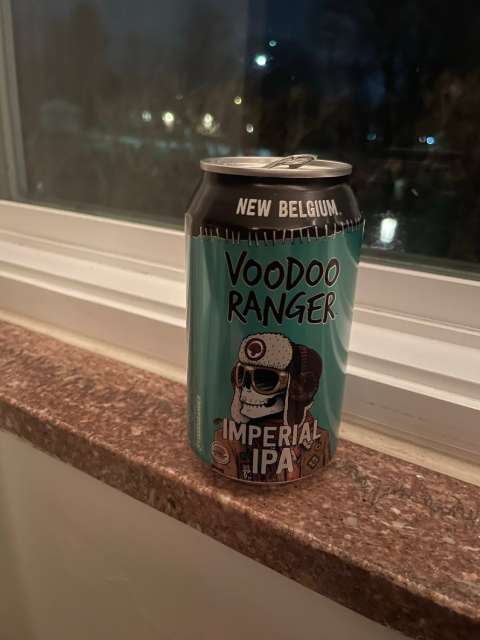 NEW BELGIUM
VOODOO
RANGER
IMPERIAL
IPA